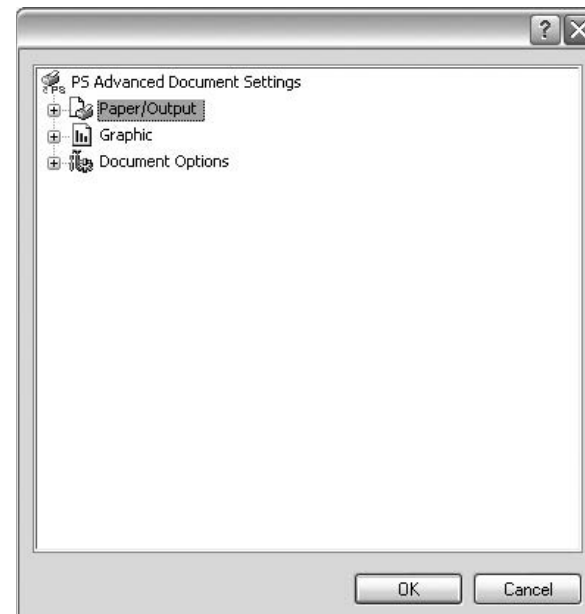 PS Advanced Document Settings
Paper/Output
Graphic
Document Options
OK
Cancel